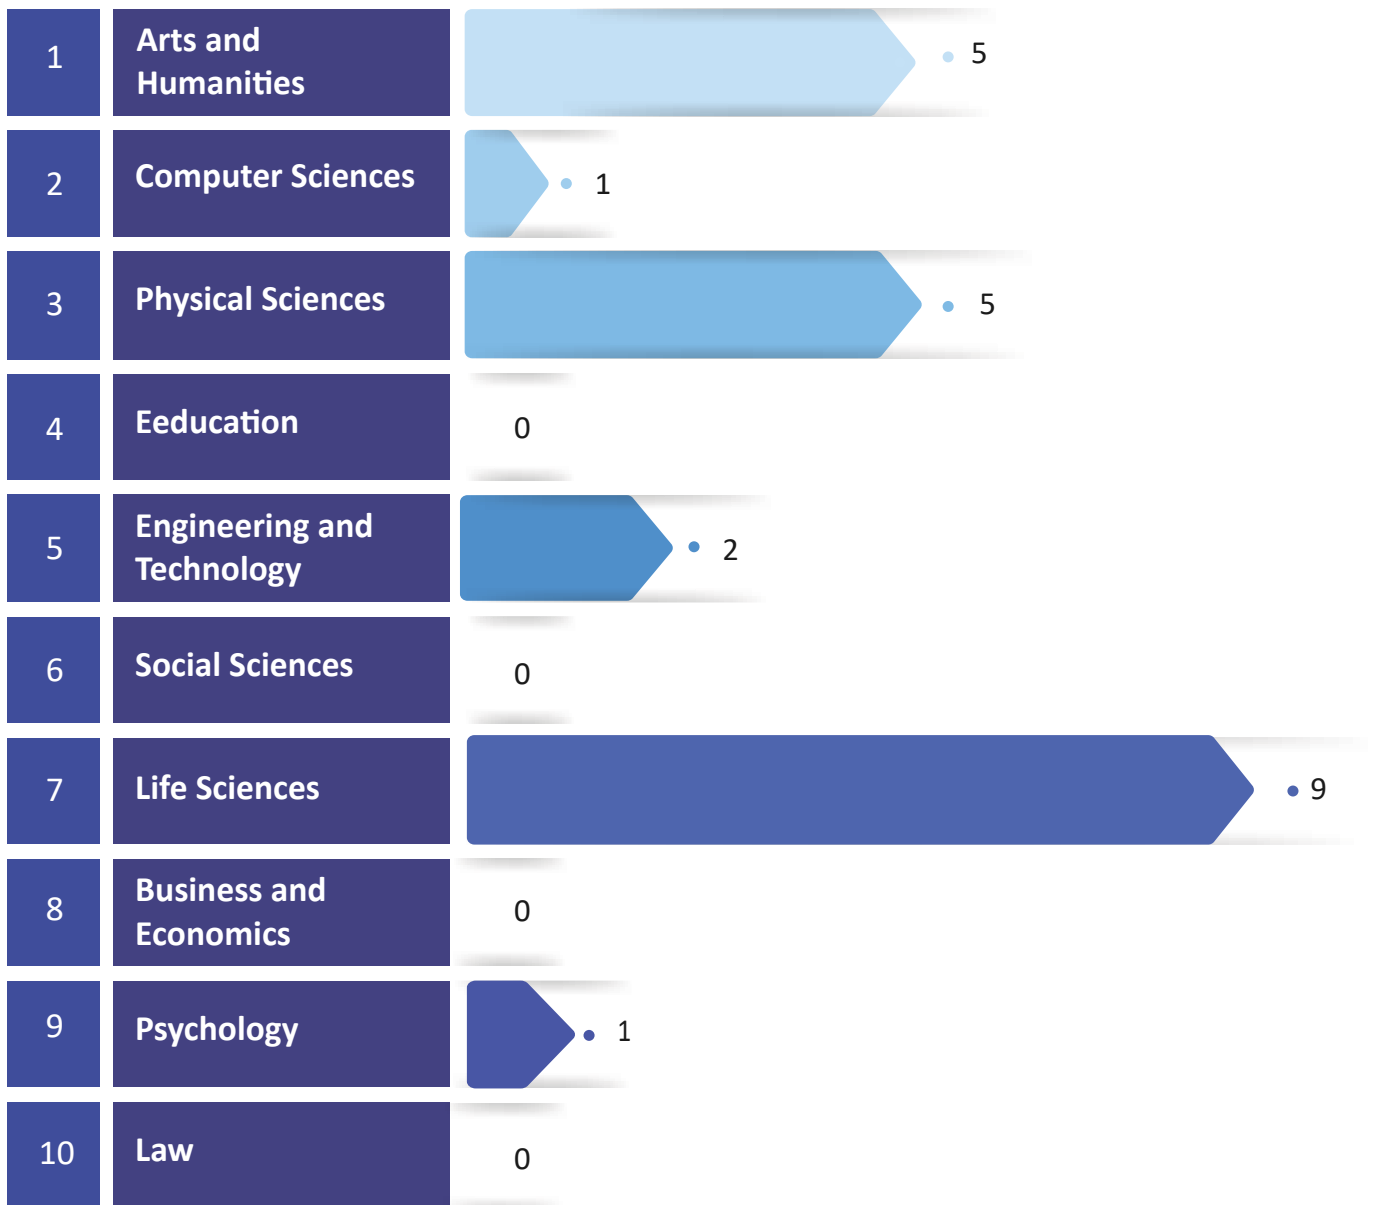 1
Arts and
Humanities
5
2
Computer Sciences
1
3
Physical Sciences
5
4
Eeducation
0
5
Engineering and
Technology
2
6
Social Sciences
0
7
Life Sciences
9
8
Business and
Economics
0
9
Psychology
1
10
Law
0